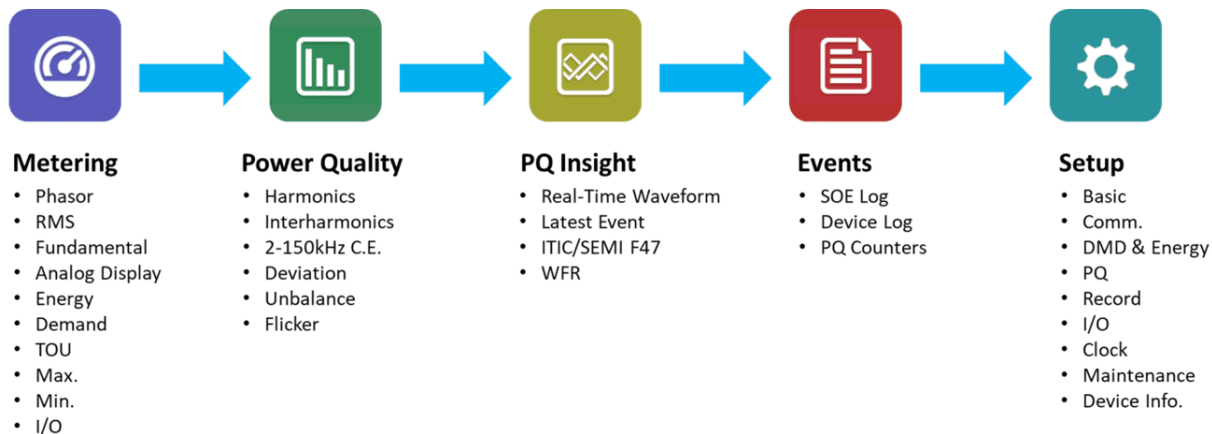 Metering
• Phasor
• RMS
• Fundamental
• Analog Display
• Energy
• Demand
• TOU
• Max.
• Min.
• I/O
Power Quality
• Harmonics
• Interharmonics
• 2-150kHz C.E.
• Deviation
• Unbalance
• Flicker
PQ Insight
• Real-Time Waveform
• Latest Event
• ITIC/SEMI F47
• WFR
Events
• SOE Log
• Device Log
• PQ Counters
Setup
• Basic
• Comm.
• DMD & Energy
• PQ
• Record
• I/O
• Clock
• Maintenance
• Device Info.